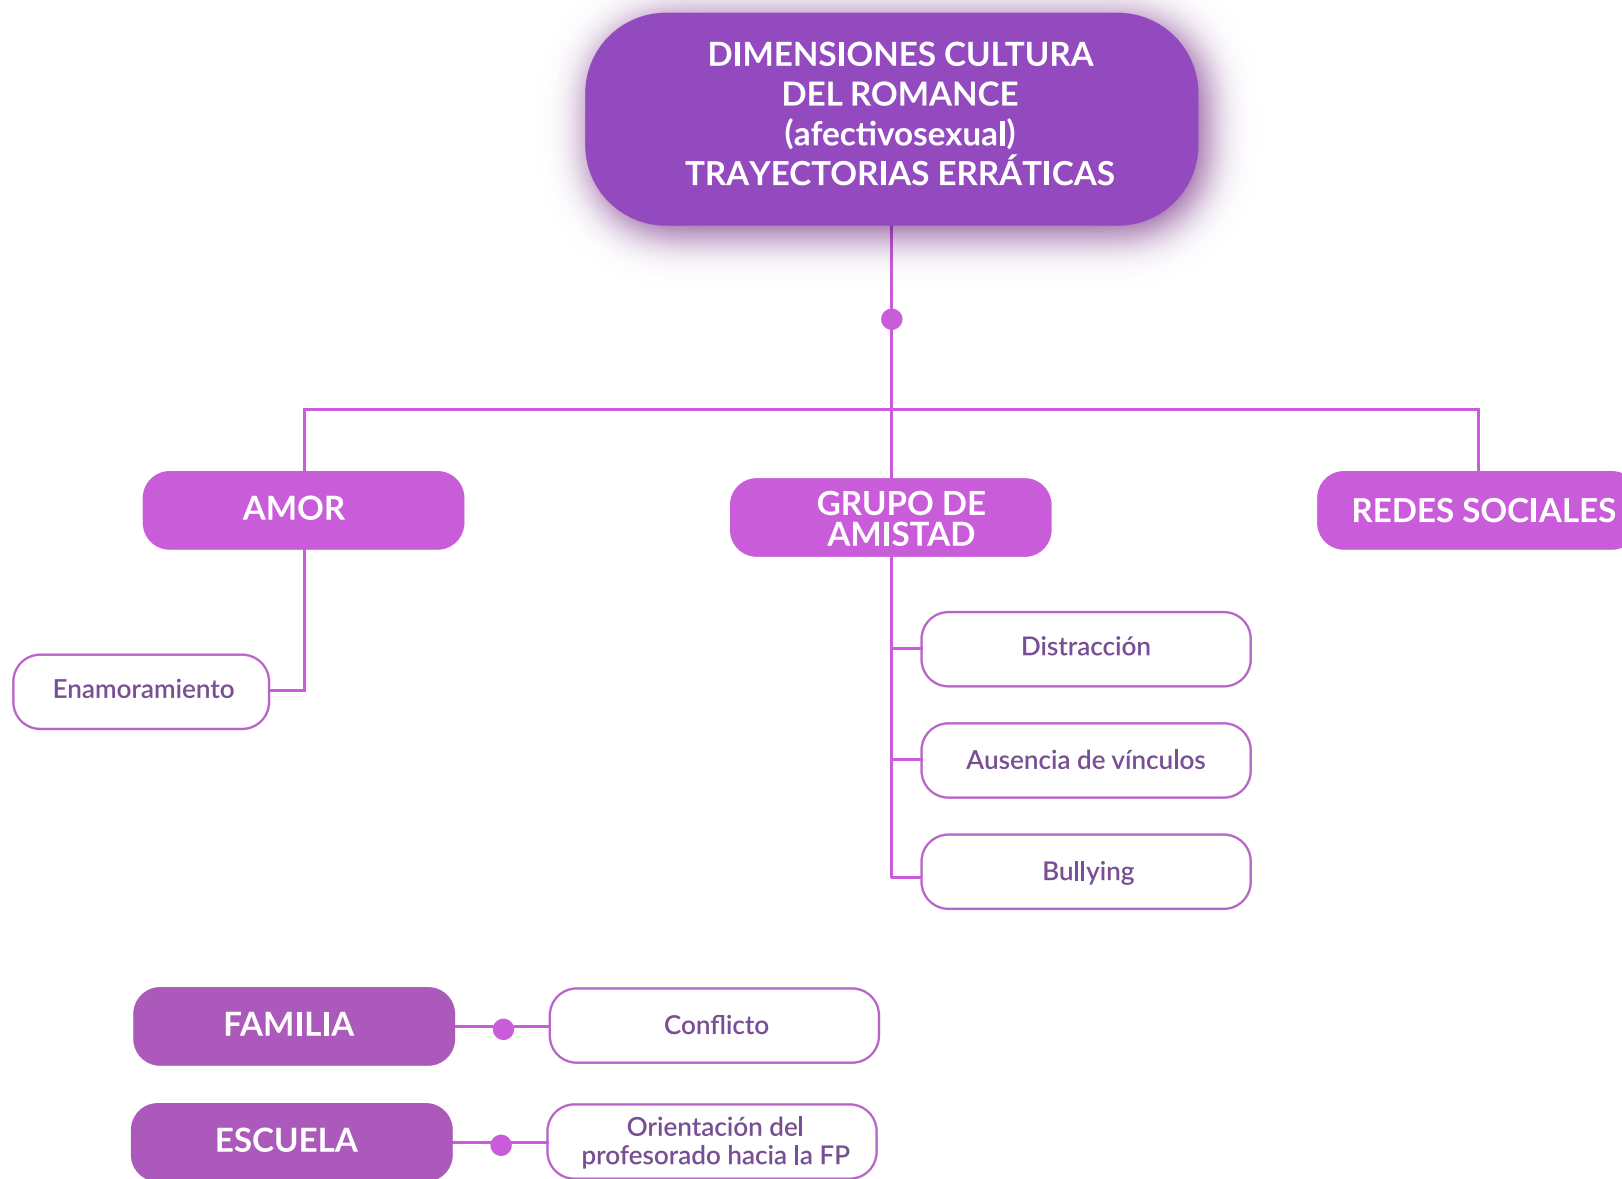 DIMENSIONES CULTURA
DEL ROMANCE
(afectivosexual)
TRAYECTORIAS ERRÁTICAS
AMOR
GRUPO DE
AMISTAD
REDES SOCIALES
Enamoramiento
Distracción
Ausencia de vínculos
Bullying
FAMILIA
Conflicto
ESCUELA
Orientación del
profesorado hacia la FP